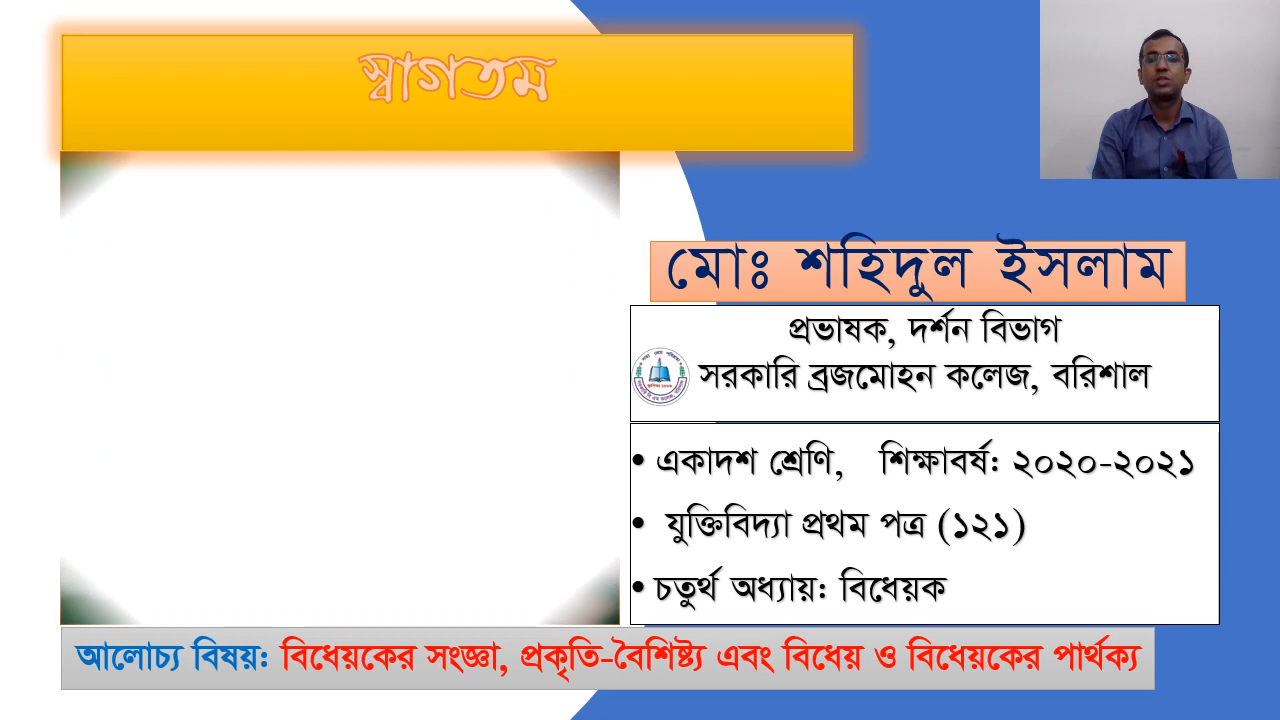 স্বাগতম
মোঃ শহিদুল ইসলাম
প্রভাষক, দর্শন বিভাগ
সরকারি ব্রজমোহন কলেজ, বরিশাল
• একাদশ শ্রেণি, শিক্ষাবর্ষ: ২০২০-২০২১
• যুক্তিবিদ্যা প্রথম পত্র (১২১)
• চতুর্থ অধ্যায়: বিধেয়ক
আলোচ্য বিষয়: বিধেয়কের সংজ্ঞা, প্রকৃতি-বৈশিষ্ট্য এবং বিধেয় ও বিধেয়কের পার্থক্য